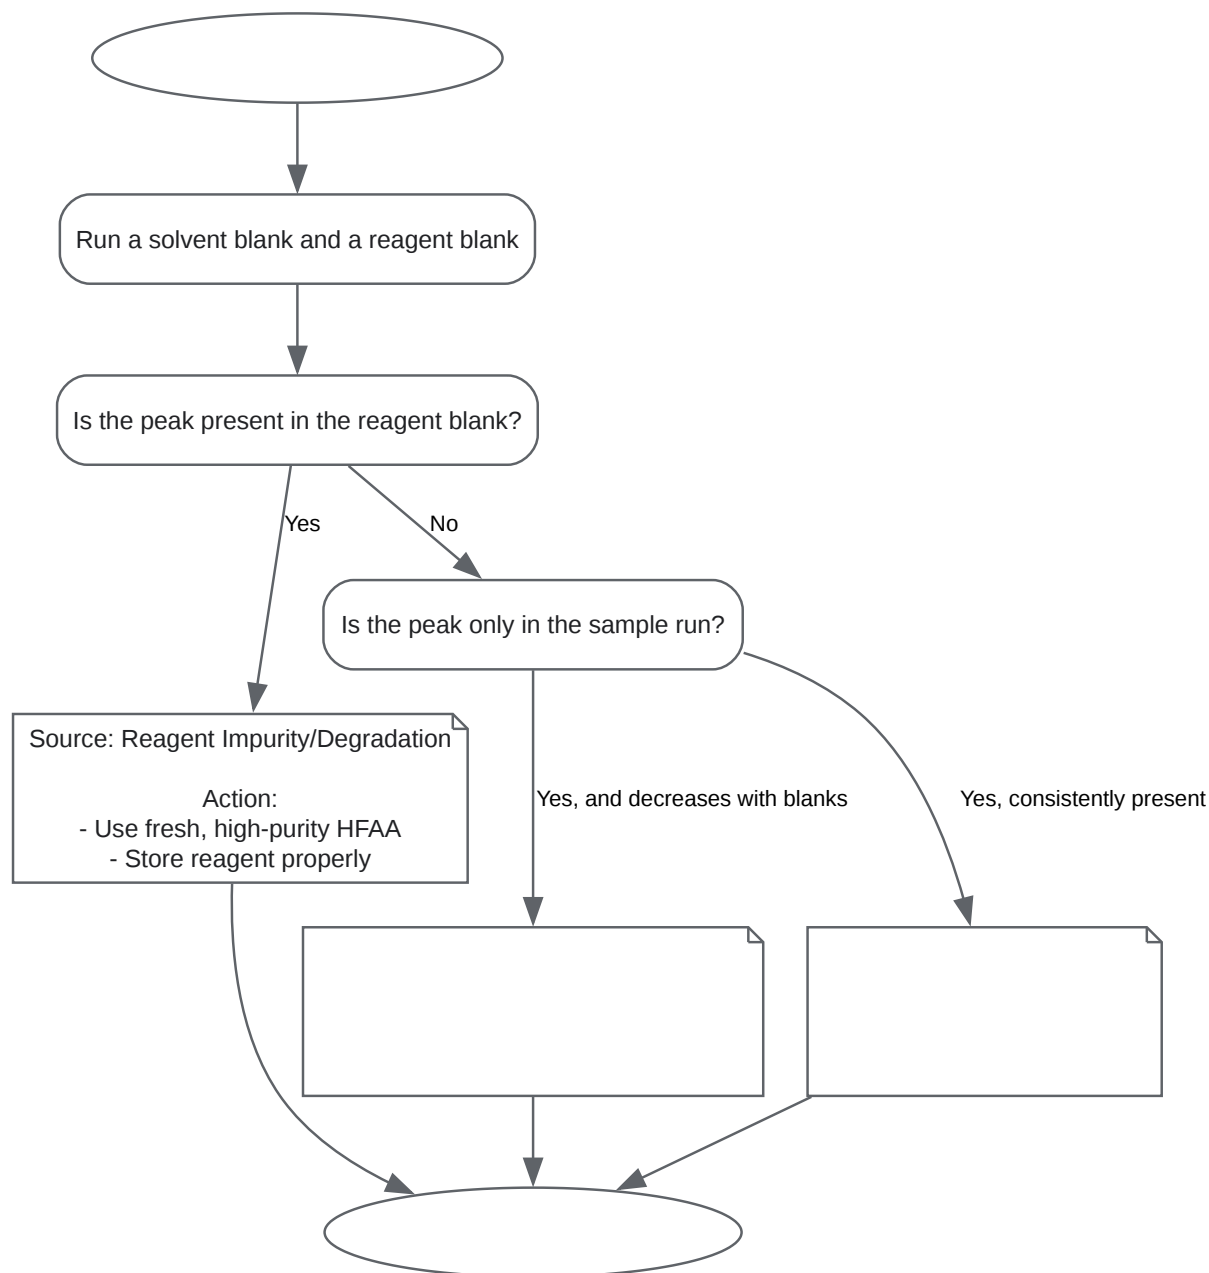 Run a solvent blank and a reagent blank
Is the peak present in the reagent blank?
Yes
No
Is the peak only in the sample run?
Source: Reagent Impurity/Degradation
Action:
- Use fresh, high-purity HFAA
- Store reagent properly
Yes, and decreases with blanks
Yes, consistently present